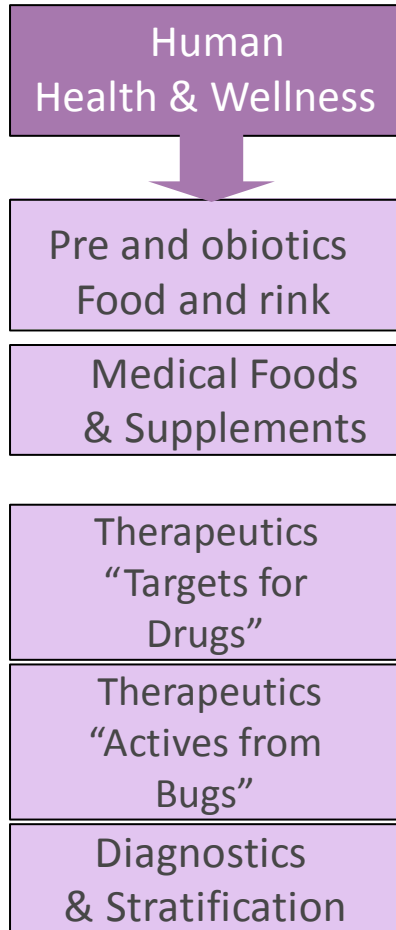 Human
Health & Wellness
Pre and obiotics
Food and rink
Medical Foods
& Supplements
Therapeutics
“Targets for
Drugs”
Therapeutics
“Actives from
Bugs”
Diagnostics
& Stratification